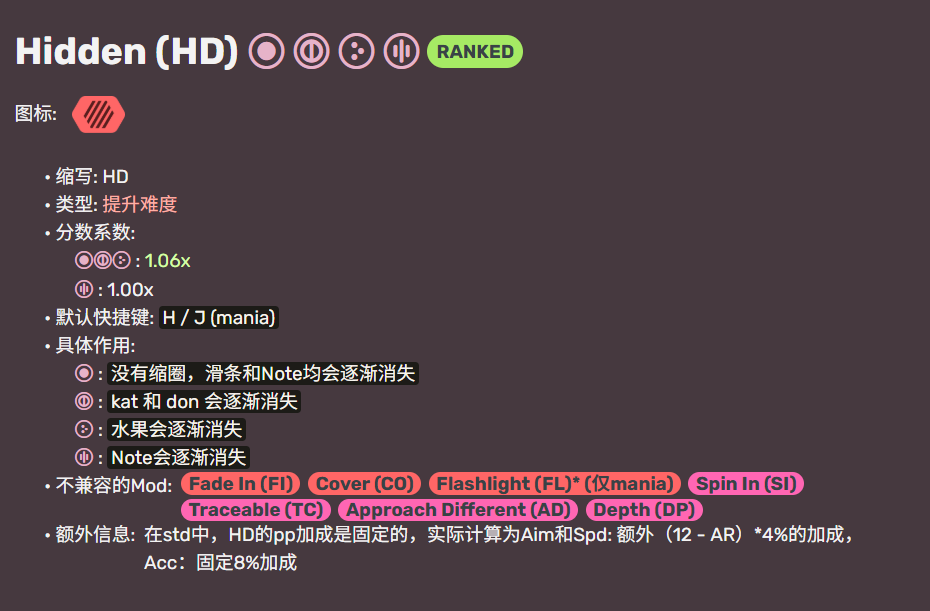 Hidden (HD) RANKED
图标:
• 缩写: HD
• 类型: 提升难度
• 分数系数:
: 1.06x
: 1.00x
• 默认快捷键: H / J (mania)
• 具体作用:
: 没有缩圈，滑条和Note均会逐渐消失
: kat 和 don 会逐渐消失
: 水果会逐渐消失
: Note会逐渐消失
• 不兼容的Mod: Fade In (FI) Cover (CO) Flashlight (FL)* (仅mania) Spin In (SI)
Traceable (TC) Approach Different (AD) Depth (DP)
• 额外信息: 在std中，HD的pp加成是固定的，实际计算为Aim和Spd: 额外（12 - AR）*4%的加成，
Acc：固定8%加成